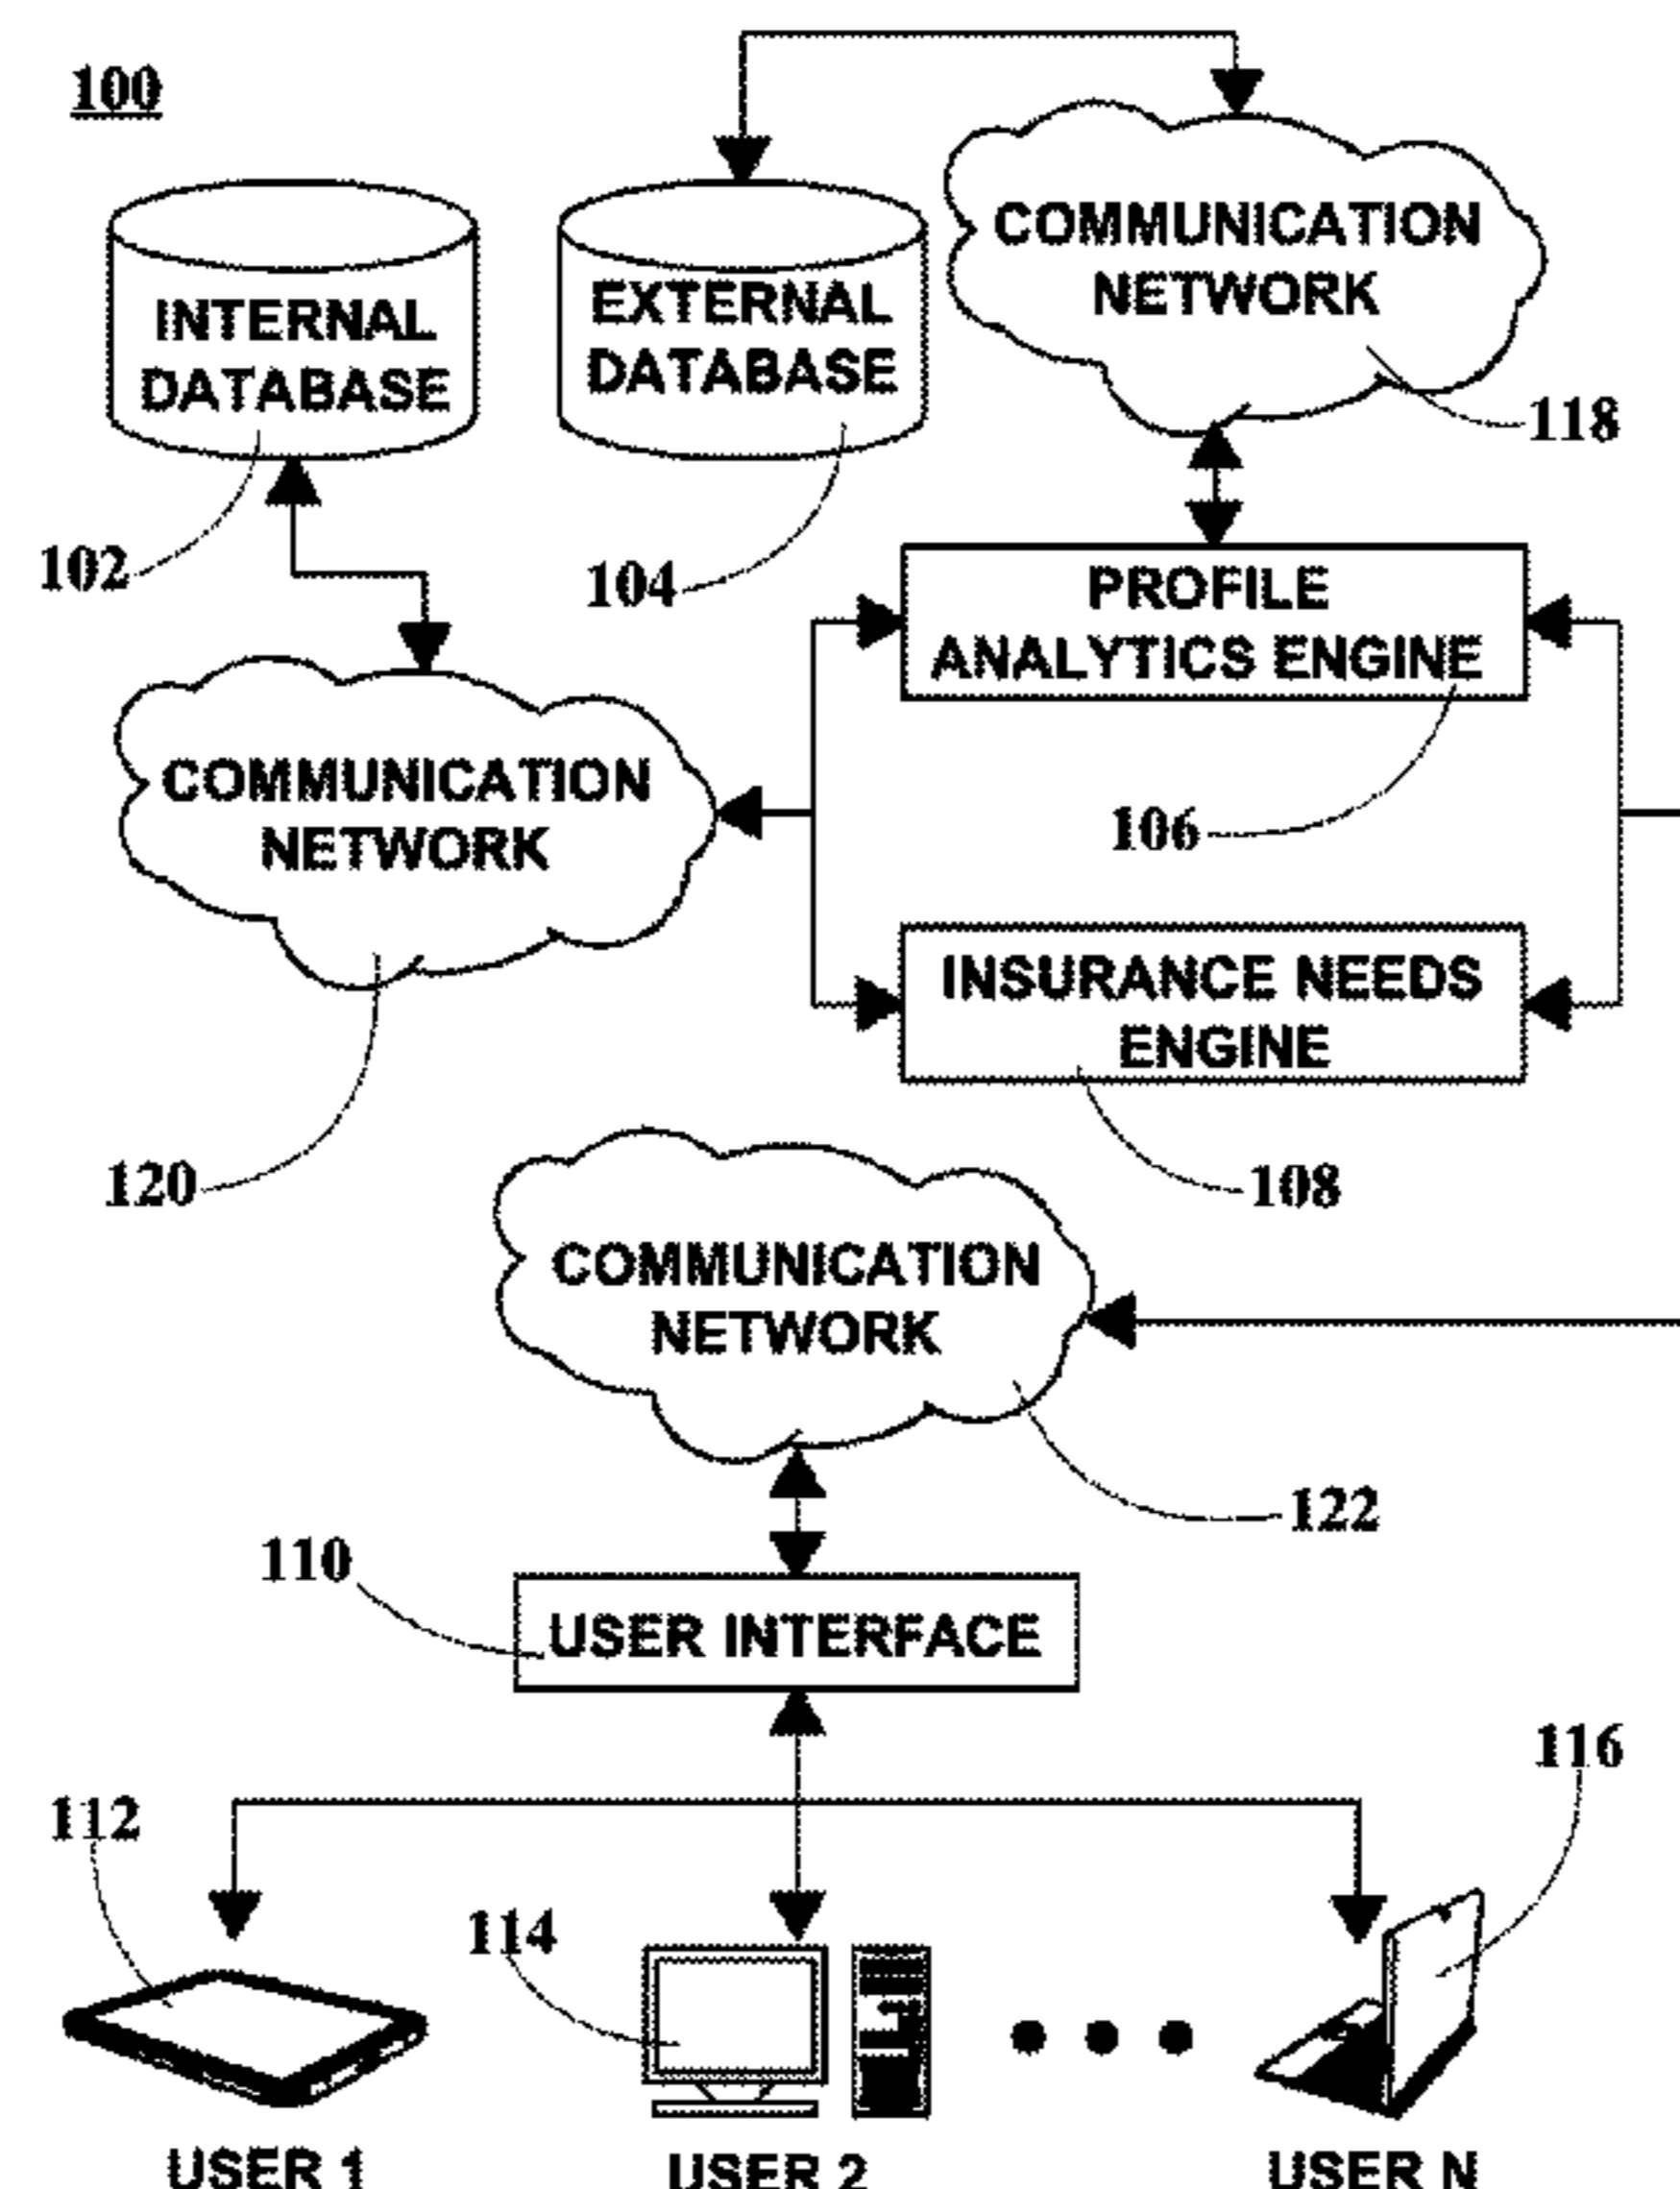 100
COMMUNICATION
NETWORK
118
INTERNAL
DATABASE
102
EXTERNAL
DATABASE
104
PROFILE
ANALYTICS ENGINE
106
COMMUNICATION
NETWORK
120
INSURANCE NEEDS
ENGINE
108
COMMUNICATION
NETWORK
122
110
USER INTERFACE
112
114
116
USER 1
USER 2
USER N